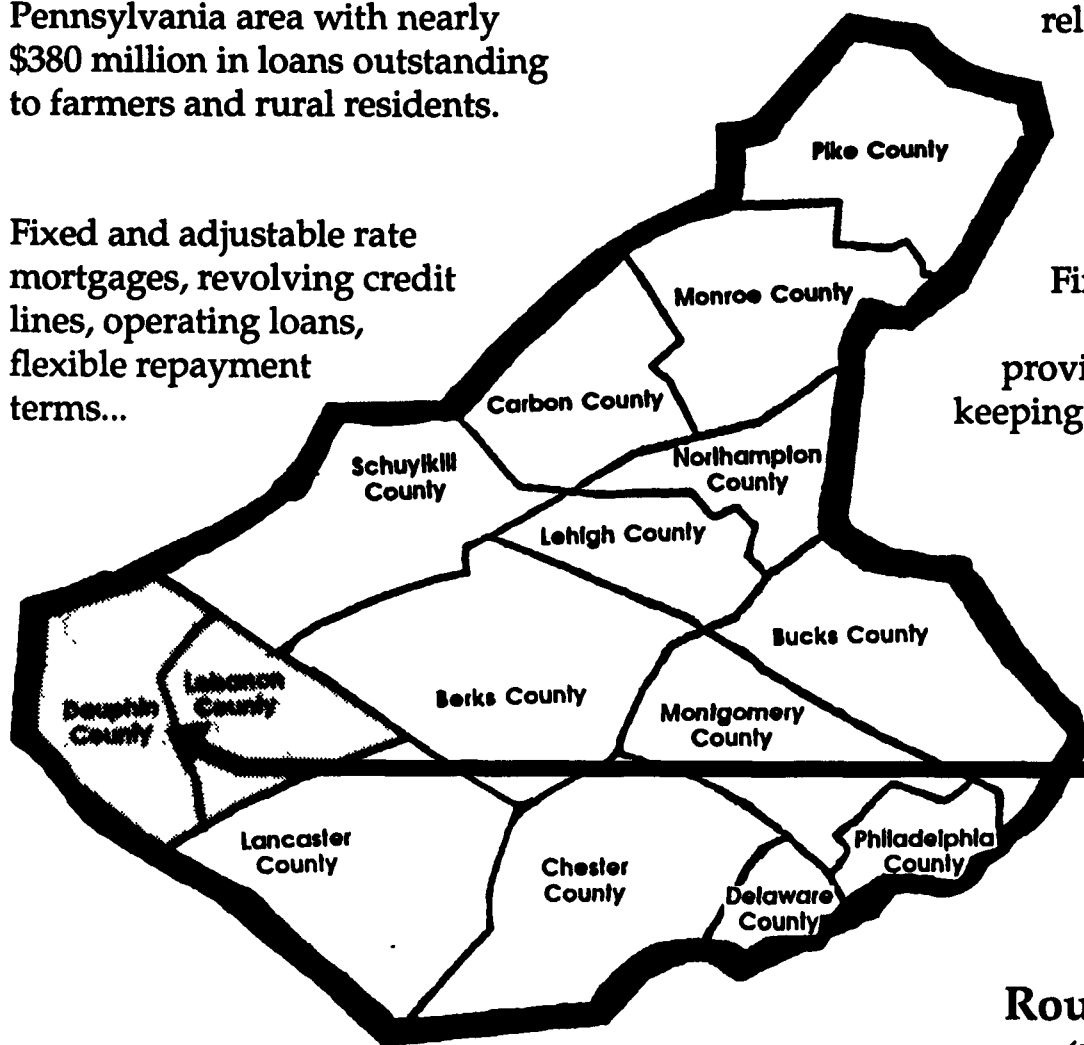 Pennsylvania area with nearly
$380 million in loans outstanding
to farmers and rural residents.
Fixed and adjustable rate
mortgages, revolving credit
lines, operating loans,
flexible repayment
terms...
rel
Pike County
Monroe County
Fi
provi
keeping
Carbon County
Schuylkill
County
Northampton
County
Lehigh County
Bucks County
Lebanon
County
Dauphin
County
Berks County
Montgomery
County
Lancaster
County
Chester
County
Philadelphia
County
Delaware
County
Rou